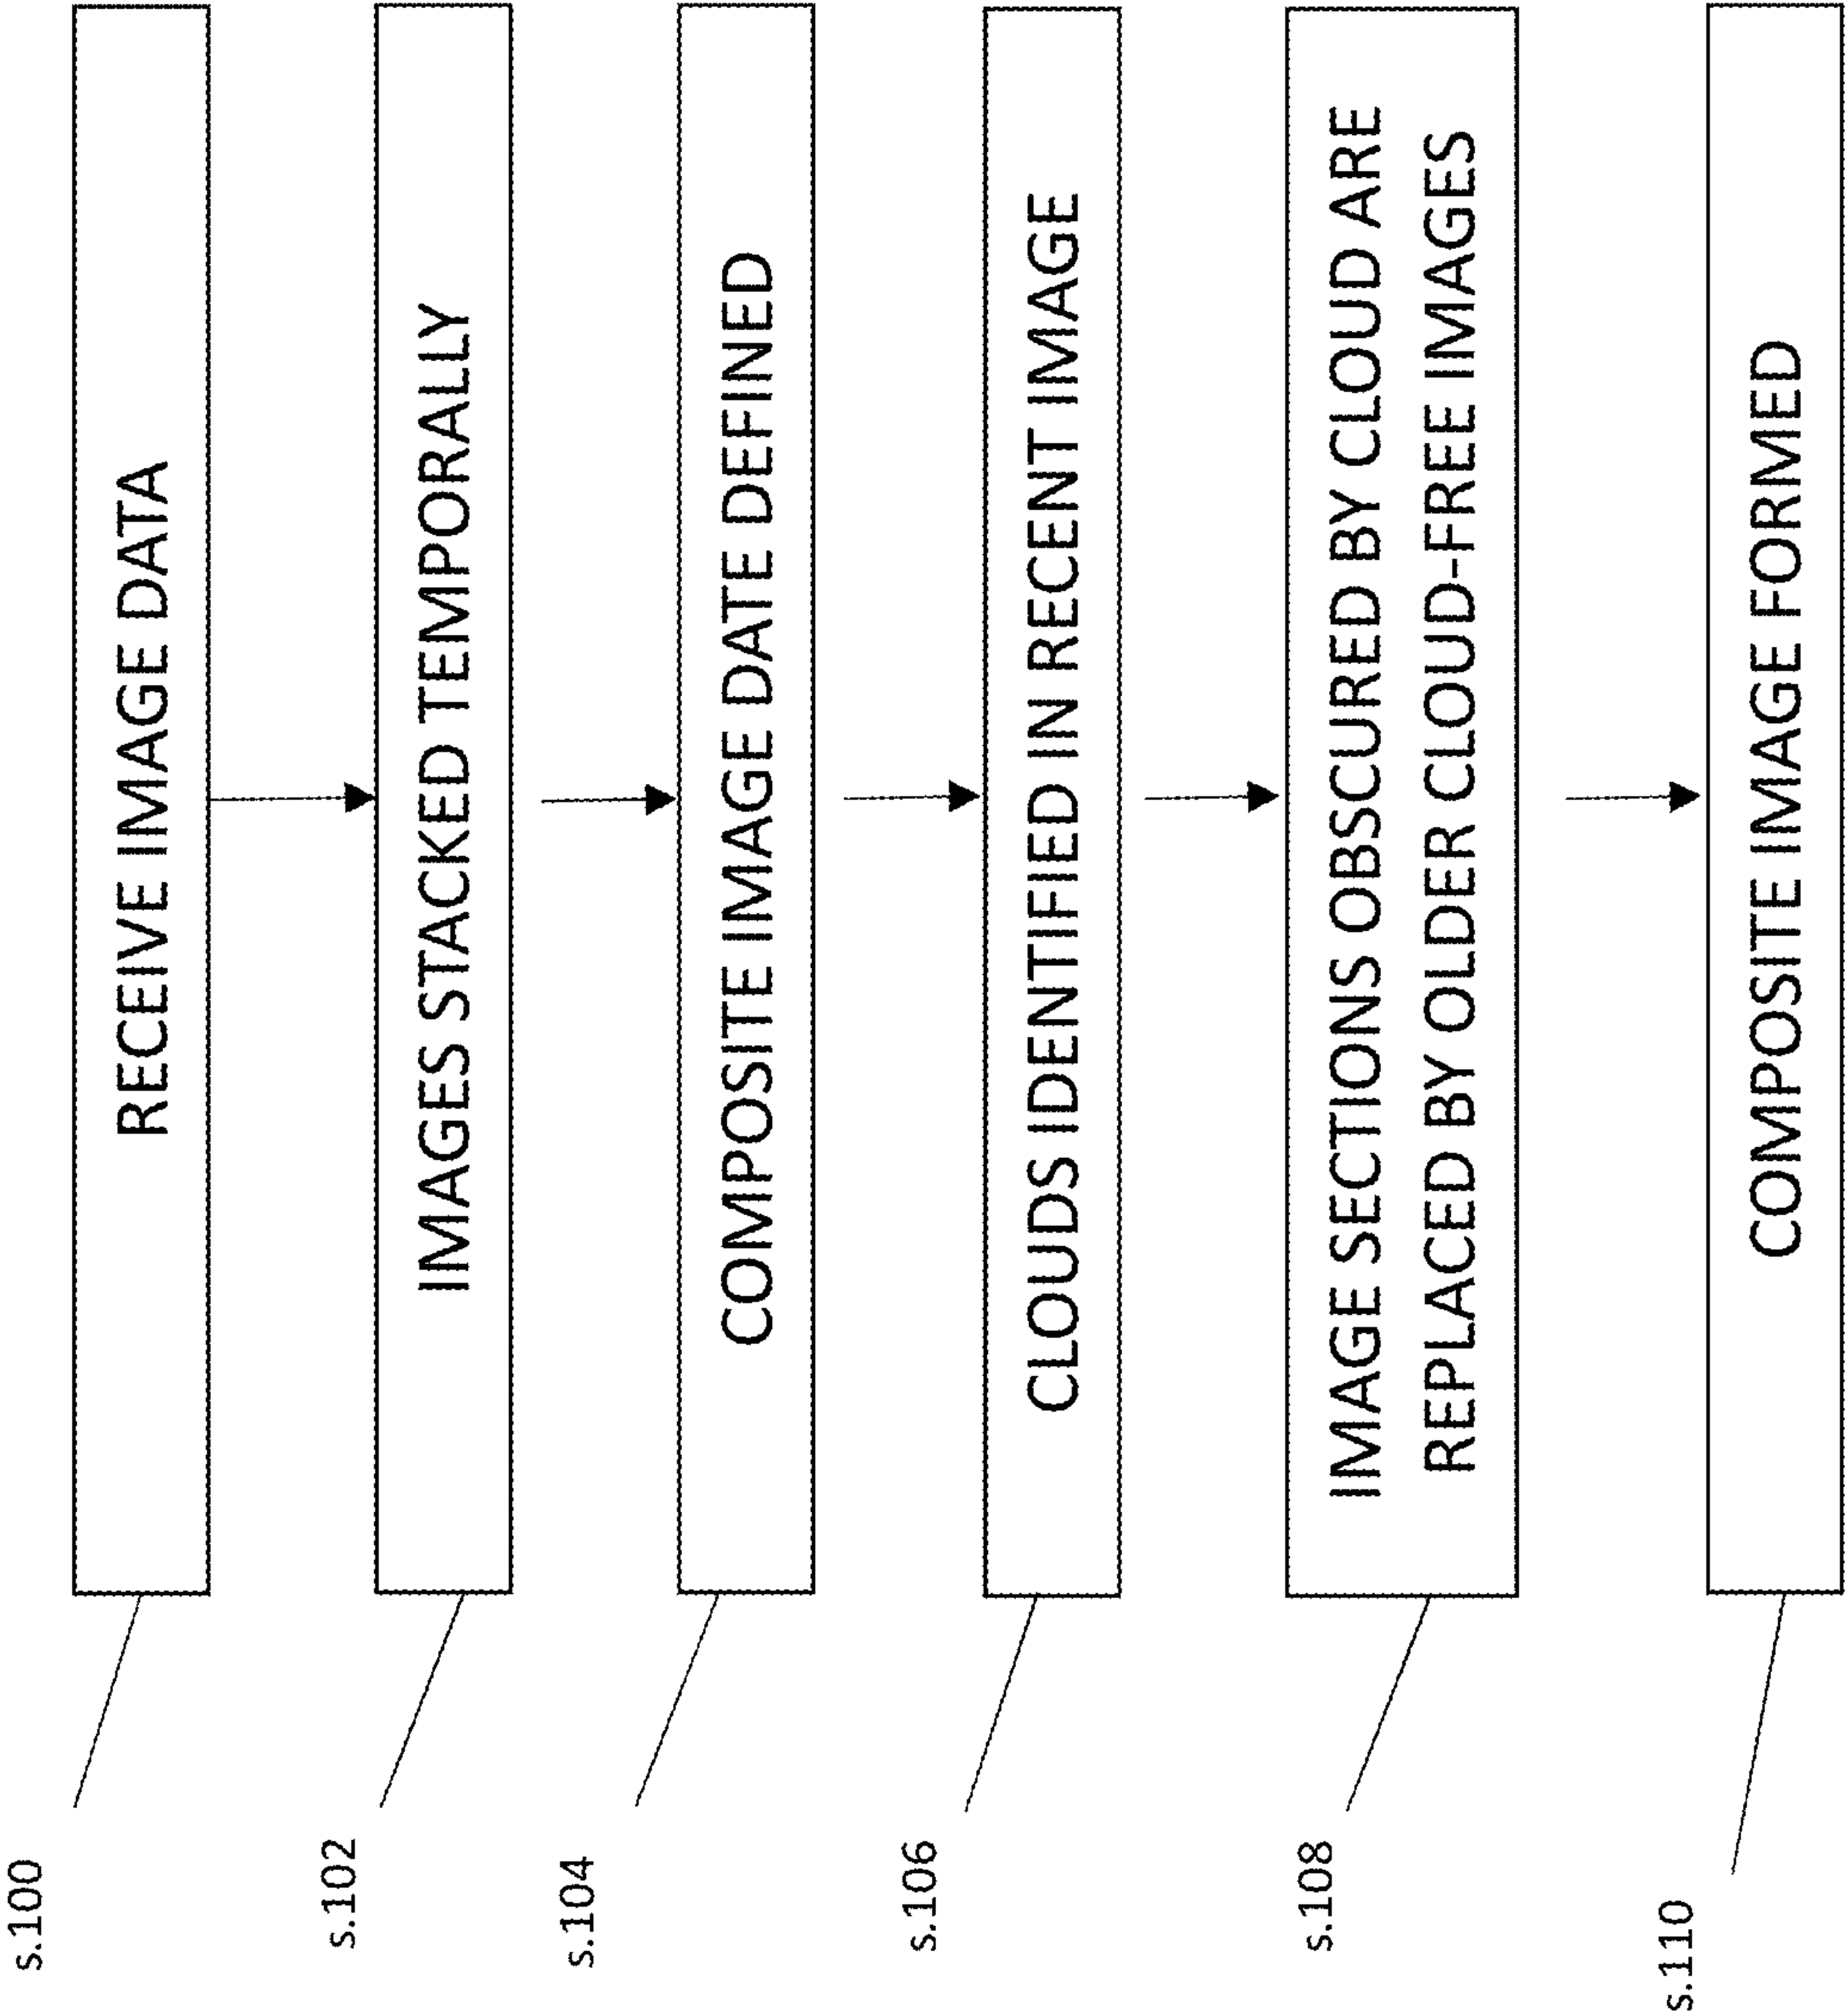 s.100
RECEIVE IMAGE DATA
s.102
IMAGES STACKED TEMPORALLY
s.104
COMPOSITE IMAGE DATE DEFINED
s.106
CLOUDS IDENTIFIED IN RECENT IMAGE
s.108
IMAGE SECTIONS OBSCURED BY CLOUD ARE
REPLACED BY OLDER CLOUD-FREE IMAGES
s.110
COMPOSITE IMAGE FORMED